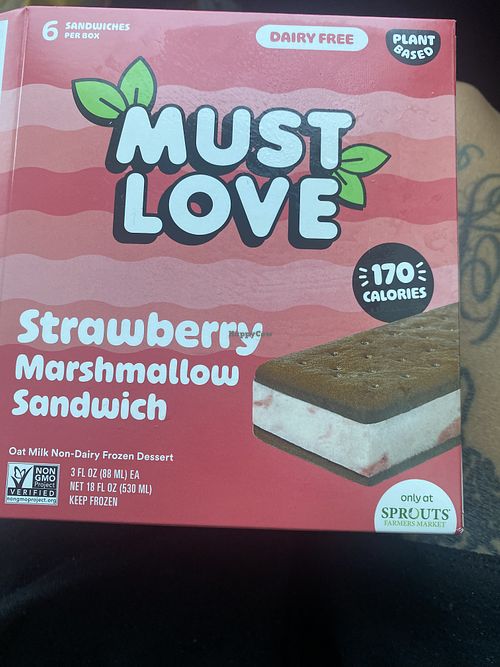 6 SANDWICHES
PER BOX
DAIRY FREE
PLANT
BASED
MUST
LOVE
170
CALORIES
Strawberry
HappyCow
Marshmallow
Sandwich
Oat Milk Non-Dairy Frozen Dessert
NON
GMO
Project
VERIFIED
nongmoproject.org
3 FL OZ (88 ML) EA
NET 18 FL OZ (530 ML)
KEEP FROZEN
only at
SPROUTS
FARMERS MARKET